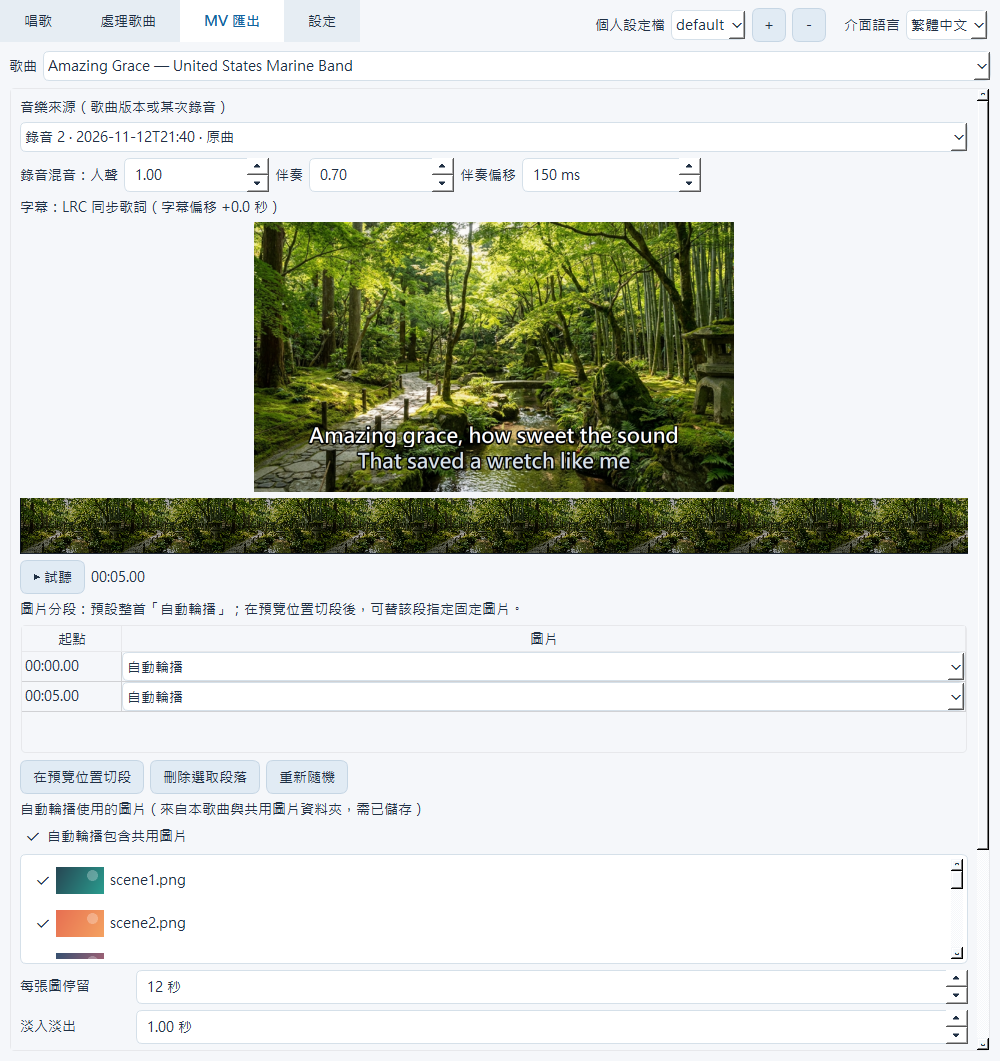 唱歌 處理歌曲 MV 匯出 設定 個人設定檔 default + - 介面語言 繁體中文
歌曲 Amazing Grace — United States Marine Band
音樂來源（歌曲版本或某次錄音）
錄音 2 · 2026-11-12T21:40 · 原曲
錄音混音：人聲 1.00 伴奏 0.70 伴奏偏移 150 ms
字幕：LRC 同步歌詞（字幕偏移 +0.0 秒）
Amazing grace, how sweet the sound
That saved a wretch like me
試聽 00:05.00
圖片分段：預設整首「自動輪播」；在預覽位置切段後，可替該段指定固定圖片。
起點 圖片
00:00.00 自動輪播
00:05.00 自動輪播
在預覽位置切段 刪除選取段落 重新隨機
自動輪播使用的圖片（來自本歌曲與共用圖片資料夾，需已儲存）
自動輪播包含共用圖片
scene1.png
scene2.png
每張圖停留 12 秒
淡入淡出 1.00 秒